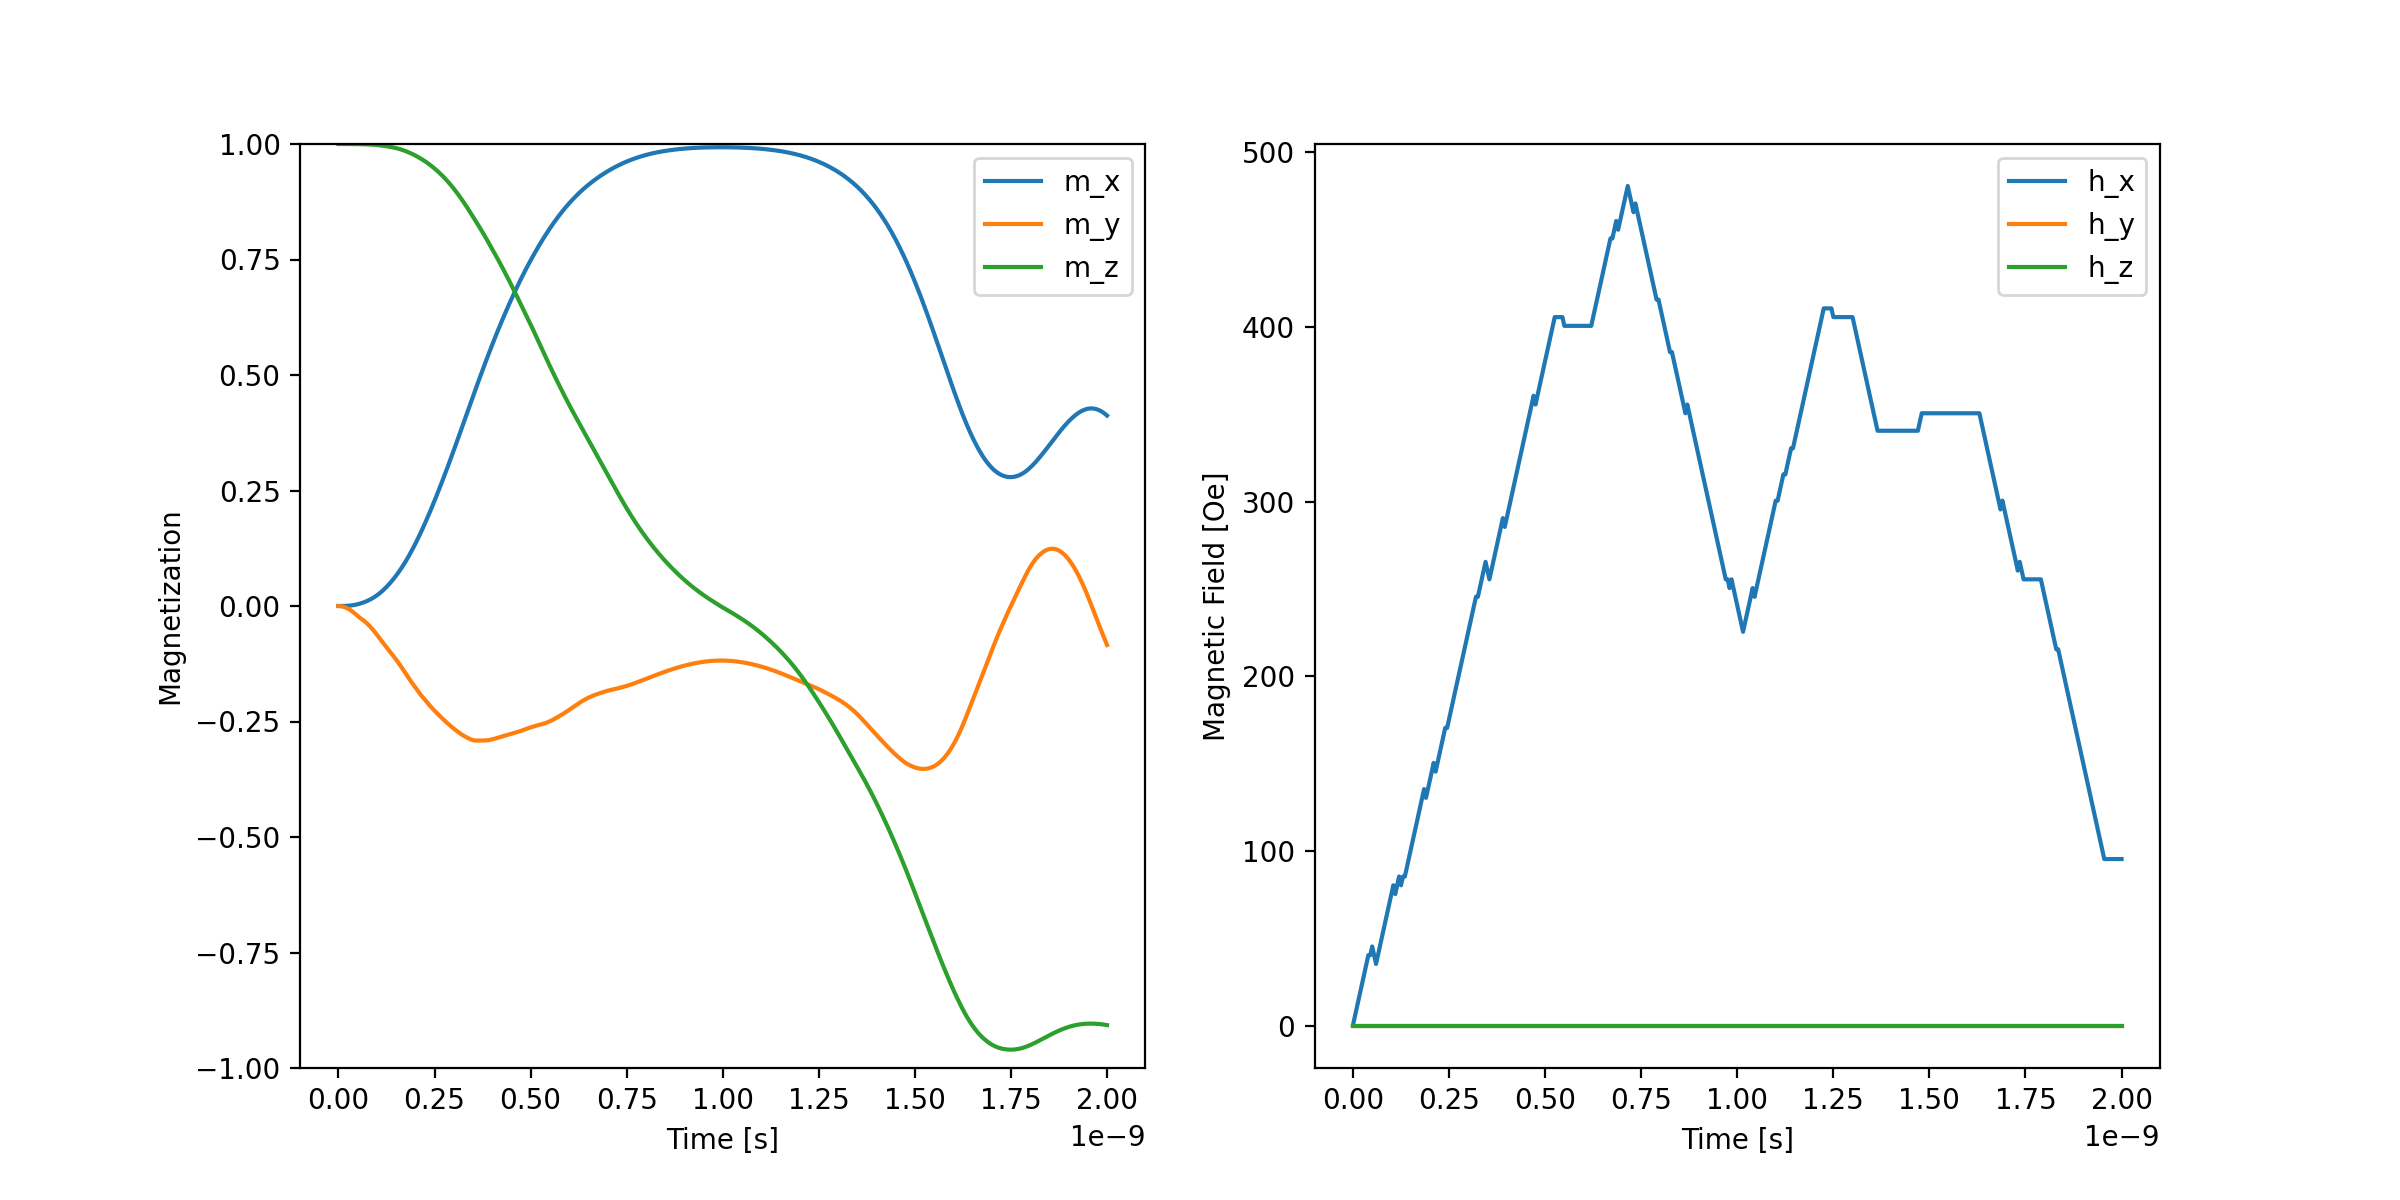 1.00
0.75
0.50
0.25
0.00
−0.25
−0.50
−0.75
−1.00
Magnetization
m_x
m_y
m_z
0.00 0.25 0.50 0.75 1.00 1.25 1.50 1.75 2.00
Time [s]
1e−9
500
400
300
200
100
0
Magnetic Field [Oe]
h_x
h_y
h_z
0.00 0.25 0.50 0.75 1.00 1.25 1.50 1.75 2.00
Time [s]
1e−9